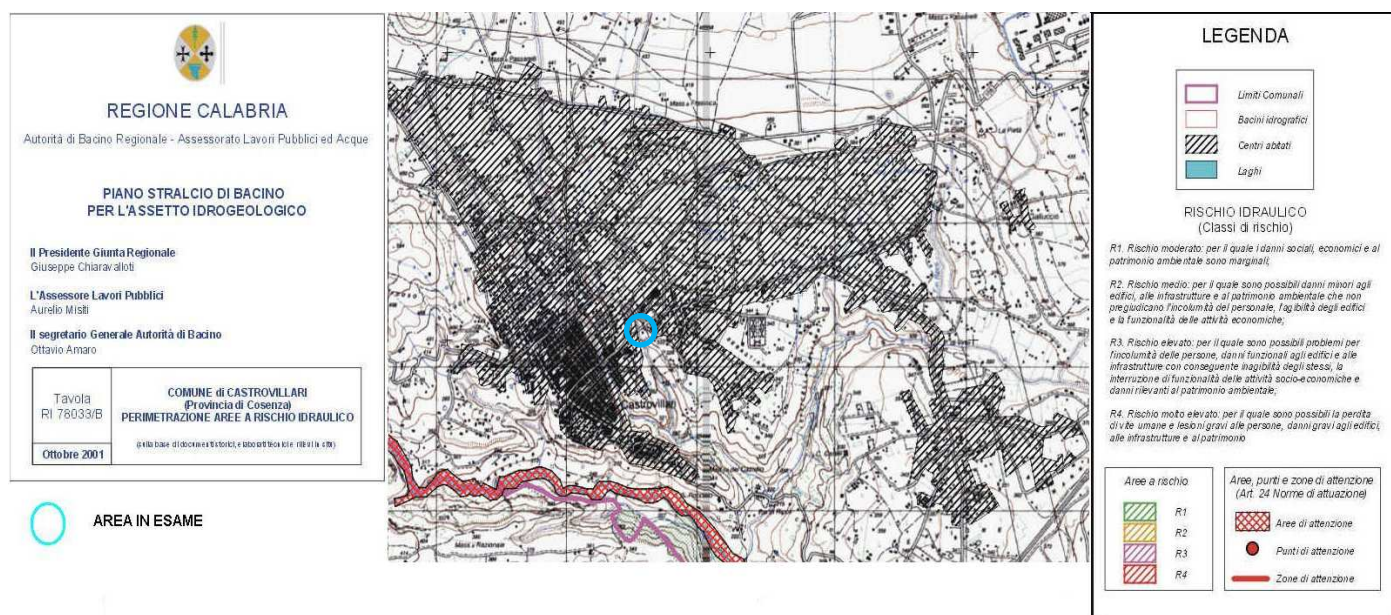 REGIONE CALABRIA
Autorità di Bacino Regionale - Assessorato Lavori Pubblici ed Acque
PIANO STRALCIO DI BACINO
PER L'ASSETTO IDROGEOLOGICO
Il Presidente Giunta Regionale
Giuseppe Chiaravalloti
L'Assessore Lavori Pubblici
Aurelio Misiti
Il segretario Generale Autorità di Bacino
Ottavio Amaro
Tavola
RI 78033/B
Ottobre 2001
COMUNE di CASTROVILLARI
(Provincia di Cosenza)
PERIMETRAZIONE AREE A RISCHIO IDRAULICO
AREA IN ESAME
Castrovillari
LEGENDA
Limiti Comunali
Bacini idrografici
Centri abitati
Laghi
RISCHIO IDRAULICO
(Classi di rischio)
R1. Rischio moderato: per il quale i danni sociali, economici e al
patrimonio ambientale sono marginali;
R2. Rischio medio: per il quale sono possibili danni minori agli
edifici, alle infrastrutture e al patrimonio ambientale che non
pregiudicano l'incolumità del personale, l'agibilità degli edifici
e la funzionalità delle attività economiche;
R3. Rischio elevato: per il quale sono possibili problemi per
l'incolumità delle persone, danni funzionali agli edifici e alle
infrastrutture con conseguente inagibilità degli stessi, la
interruzione di funzionalità delle attività socio-economiche e
danni rilevanti al patrimonio ambientale;
R4. Rischio molto elevato: per il quale sono possibili la perdita
di vite umane e lesioni gravi alle persone, danni gravi agli edifici,
alle infrastrutture e al patrimonio
Aree a rischio
R1
R2
R3
R4
Aree, punti e zone di attenzione
(Art. 24 Norme di attuazione)
Aree di attenzione
Punti di attenzione
Zone di attenzione